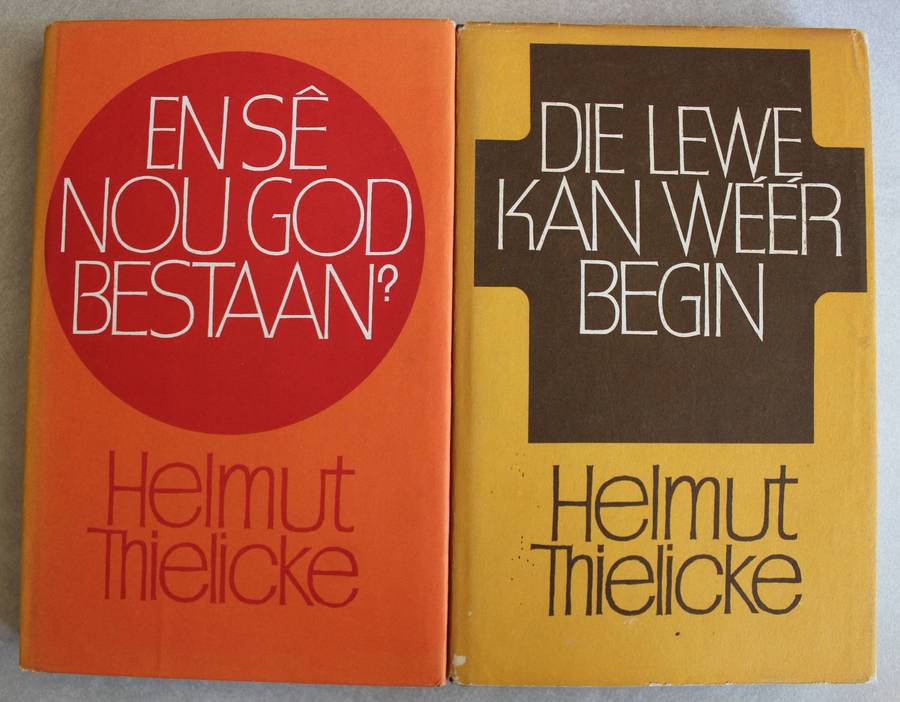 EN SÊ
NOU GOD
BESTAAN?
Helmut
Thielicke
DIE LEWE
KAN WÉÉR
BEGIN
Helmut
Thielicke